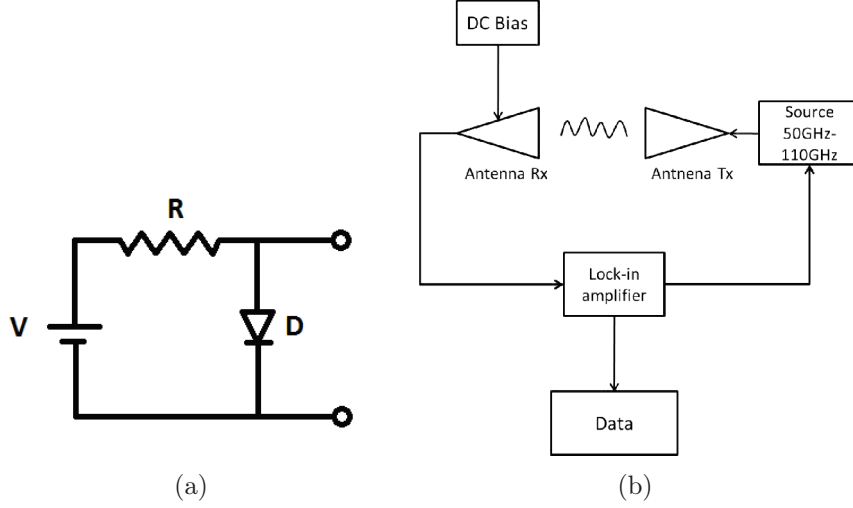 R
V
D
(a)
DC Bias
Source
50GHz-
110GHz
Antenna Rx
Antnena Tx
Lock-in
amplifier
Data
(b)